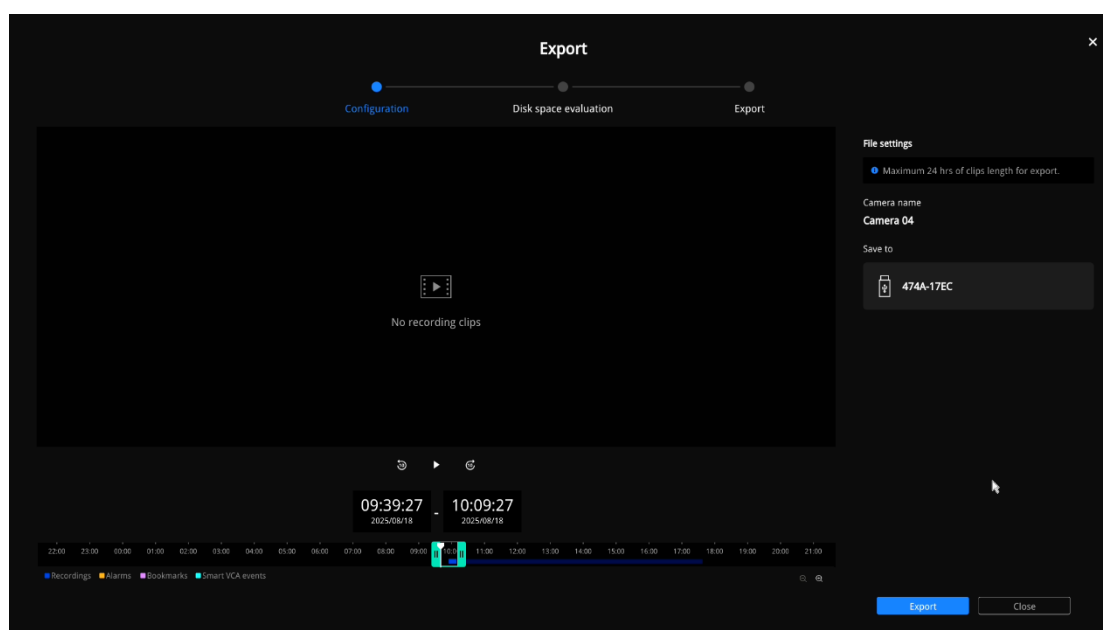 Export
Configuration
Disk space evaluation
Export
File settings
Maximum 24 hrs of clips length for export.
Camera name
Camera 04
Save to
474A-17EC
No recording clips
09:39:27 - 10:09:27
2025/08/18 2025/08/18
22:00 23:00 00:00 01:00 02:00 03:00 04:00 05:00 06:00 07:00 08:00 09:00 11:00 12:00 13:00 14:00 15:00 16:00 17:00 18:00 19:00 20:00 21:00
Recordings Alarms Bookmarks Smart VCA events
Export Close